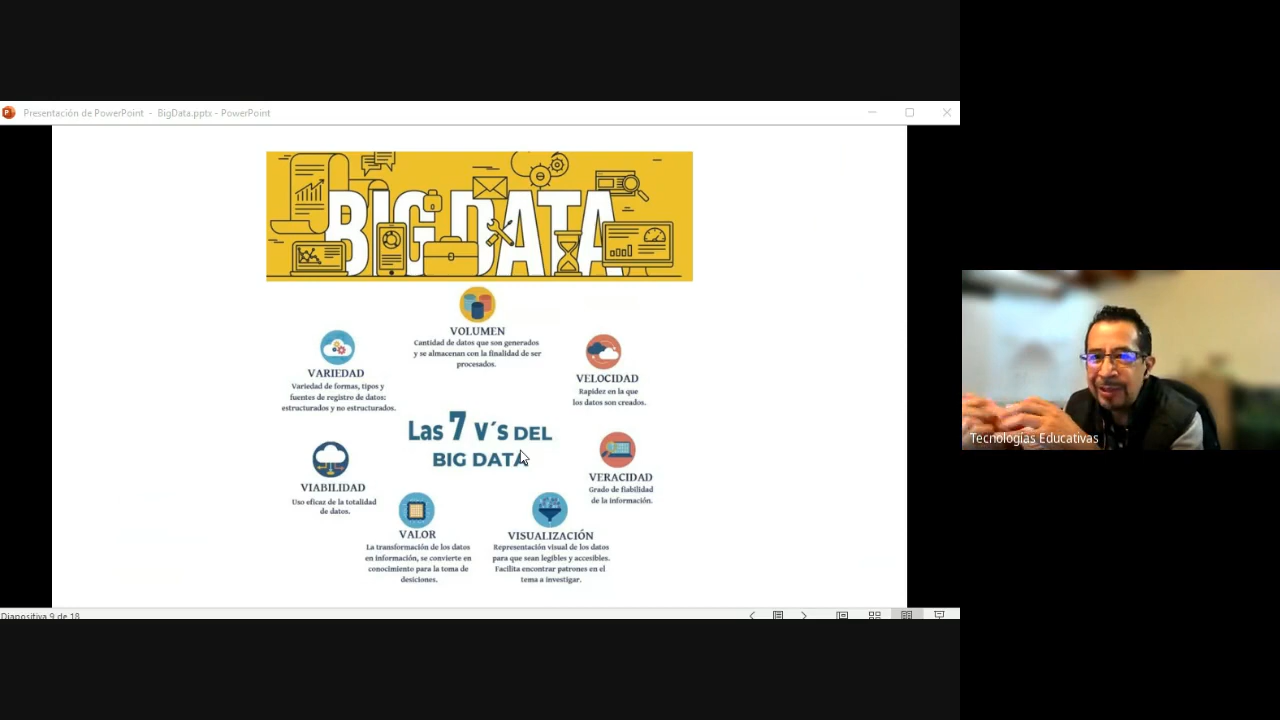 Presentación de PowerPoint - BigData.pptx - PowerPoint
BIG DATA
VOLUMEN
Cantidad de datos que son generados
y se almacenan con la finalidad de ser
procesados.
VARIEDAD
Variedad de formas, tipos y
fuentes de registro de datos:
estructurados y no estructurados.
VELOCIDAD
Rapidez en la que
los datos son creados.
Las 7 v´s DEL
BIG DATA
VIABILIDAD
Uso eficaz de la totalidad
de datos.
VERACIDAD
Grado de fiabilidad
de la información.
VALOR
La transformación de los datos
en información, se convierte en
conocimiento para la toma de
desiciones.
VISUALIZACIÓN
Representación visual de los datos
para que sean legibles y accesibles.
Facilita encontrar patrones en el
tema a investigar.
Diapositiva 9 de 18
Tecnologías Educativas